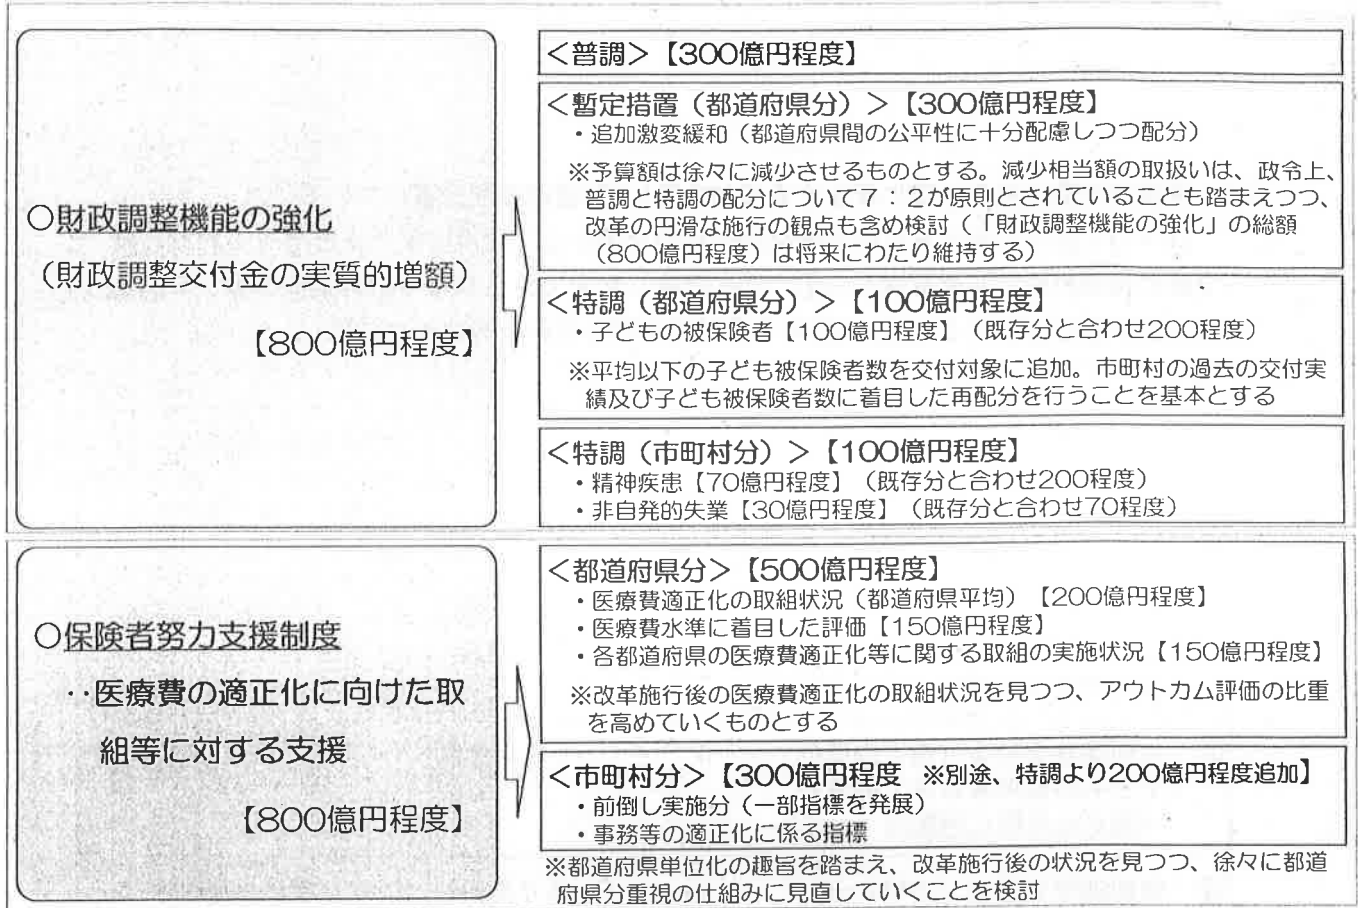 ○財政調整機能の強化
（財政調整交付金の実質的増額）
【800億円程度】
＜普調＞【300億円程度】
＜暫定措置（都道府県分）＞【300億円程度】
・追加激変緩和（都道府県間の公平性に十分配慮しつつ配分）
※予算額は徐々に減少させるものとする。減少相当額の取扱いは、政令上、
普調と特調の配分について7：2が原則とされていることも踏まえつつ、
改革の円滑な施行の観点も含め検討（「財政調整機能の強化」の総額
（800億円程度）は将来にわたり維持する）
＜特調（都道府県分）＞【100億円程度】
・子どもの被保険者【100億円程度】（既存分と合わせ200程度）
※平均以下の子ども被保険者数を交付対象に追加。市町村の過去の交付実
績及び子ども被保険者数に着目した再配分を行うことを基本とする
＜特調（市町村分）＞【100億円程度】
・精神疾患【70億円程度】（既存分と合わせ200程度）
・非自発的失業【30億円程度】（既存分と合わせ70程度）
○保険者努力支援制度
‥医療費の適正化に向けた取
組等に対する支援
【800億円程度】
＜都道府県分＞【500億円程度】
・医療費適正化の取組状況（都道府県平均）【200億円程度】
・医療費水準に着目した評価【150億円程度】
・各都道府県の医療費適正化等に関する取組の実施状況【150億円程度】
※改革施行後の医療費適正化の取組状況を見つつ、アウトカム評価の比重
を高めていくものとする
＜市町村分＞【300億円程度 ※別途、特調より200億円程度追加】
・前倒し実施分（一部指標を発展）
・事務等の適正化に係る指標
※都道府県単位化の趣旨を踏まえ、改革施行後の状況を見つつ、徐々に都道
府県分重視の仕組みに見直していくことを検討